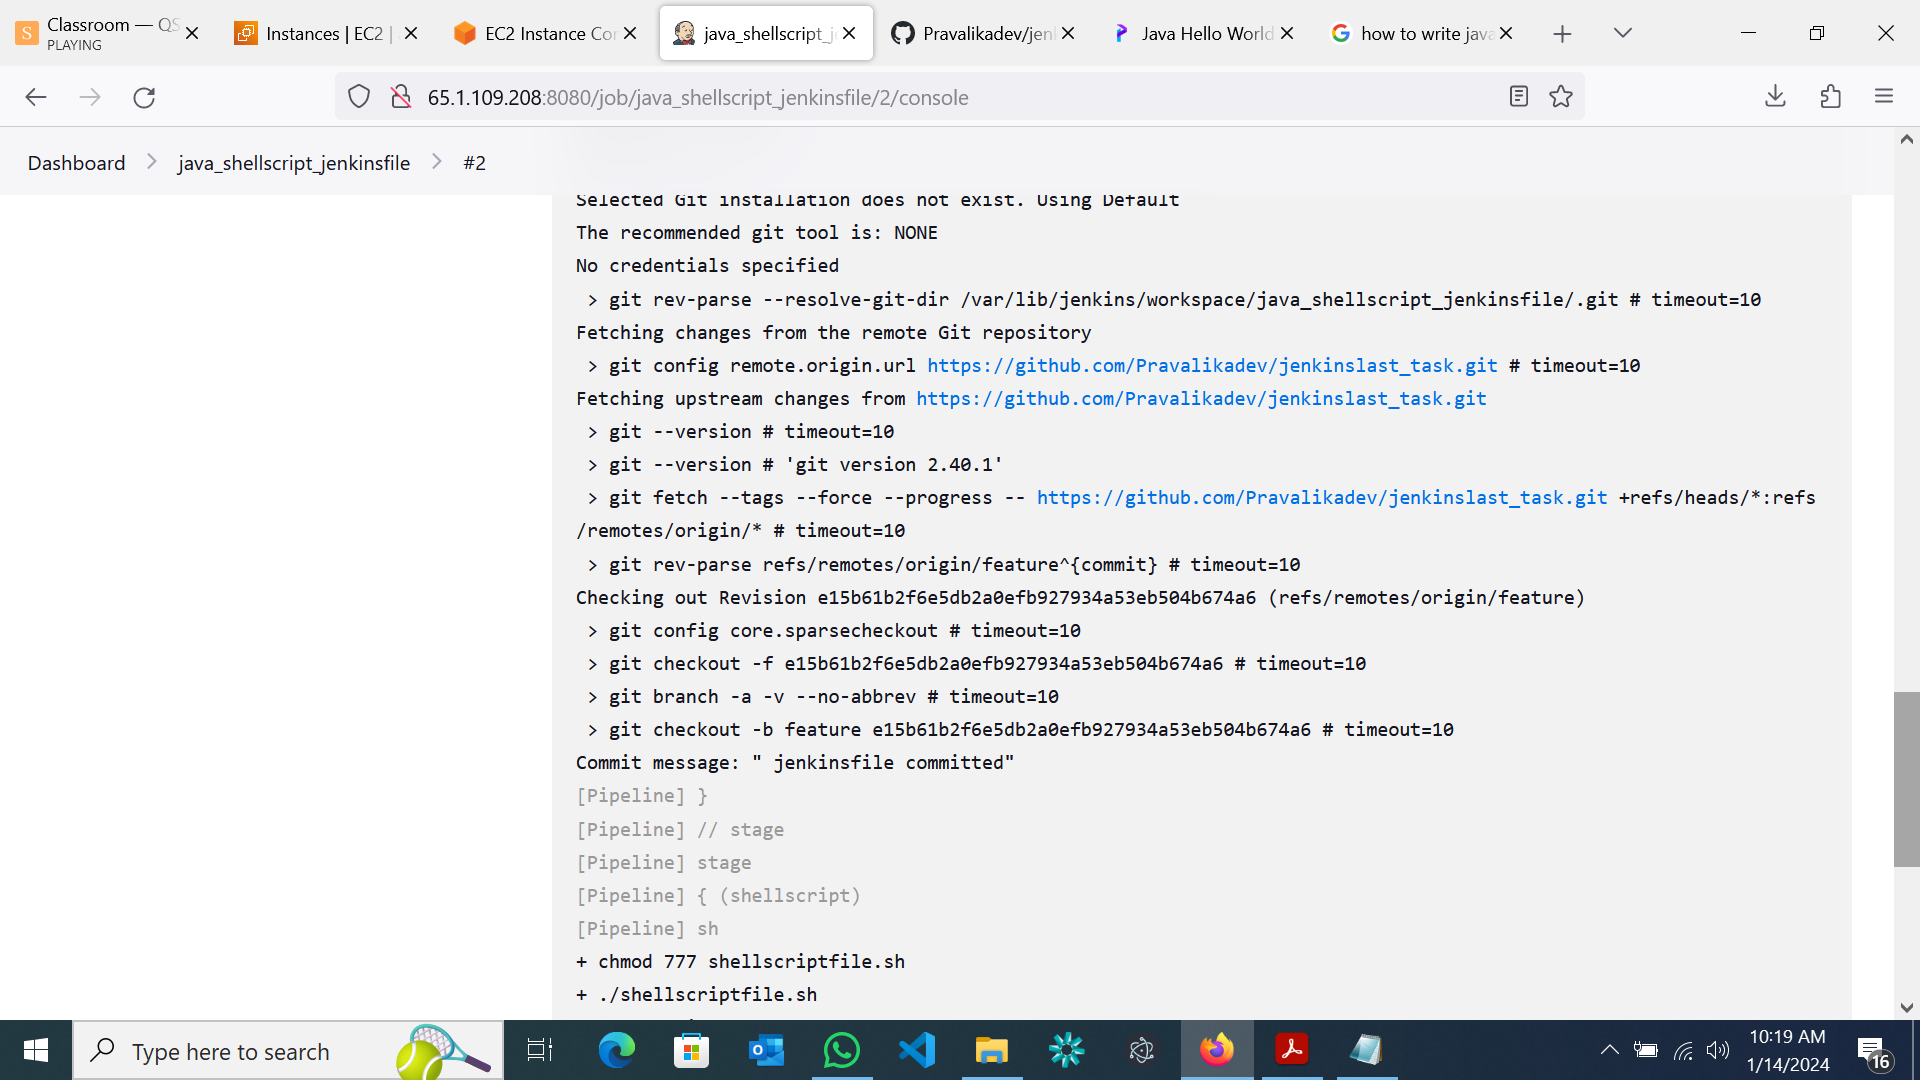 Classroom — QS
PLAYING
Instances | EC2 |
EC2 Instance Con
java_shellscript_je
Pravalikadev/jenl
Java Hello World
how to write java
65.1.109.208:8080/job/java_shellscript_jenkinsfile/2/console
Dashboard
java_shellscript_jenkinsfile
#2
Selected Git installation does not exist. Using Default
The recommended git tool is: NONE
No credentials specified
> git rev-parse --resolve-git-dir /var/lib/jenkins/workspace/java_shellscript_jenkinsfile/.git # timeout=10
Fetching changes from the remote Git repository
> git config remote.origin.url https://github.com/Pravalikadev/jenkinslast_task.git # timeout=10
Fetching upstream changes from https://github.com/Pravalikadev/jenkinslast_task.git
> git --version # timeout=10
> git --version # 'git version 2.40.1'
> git fetch --tags --force --progress -- https://github.com/Pravalikadev/jenkinslast_task.git +refs/heads/*:refs
/remotes/origin/* # timeout=10
> git rev-parse refs/remotes/origin/feature^{commit} # timeout=10
Checking out Revision e15b61b2f6e5db2a0efb927934a53eb504b674a6 (refs/remotes/origin/feature)
> git config core.sparsecheckout # timeout=10
> git checkout -f e15b61b2f6e5db2a0efb927934a53eb504b674a6 # timeout=10
> git branch -a -v --no-abbrev # timeout=10
> git checkout -b feature e15b61b2f6e5db2a0efb927934a53eb504b674a6 # timeout=10
Commit message: " jenkinsfile committed"
[Pipeline] }
[Pipeline] // stage
[Pipeline] stage
[Pipeline] { (shellscript)
[Pipeline] sh
+ chmod 777 shellscriptfile.sh
+ ./shellscriptfile.sh
Type here to search
10:19 AM
1/14/2024
16